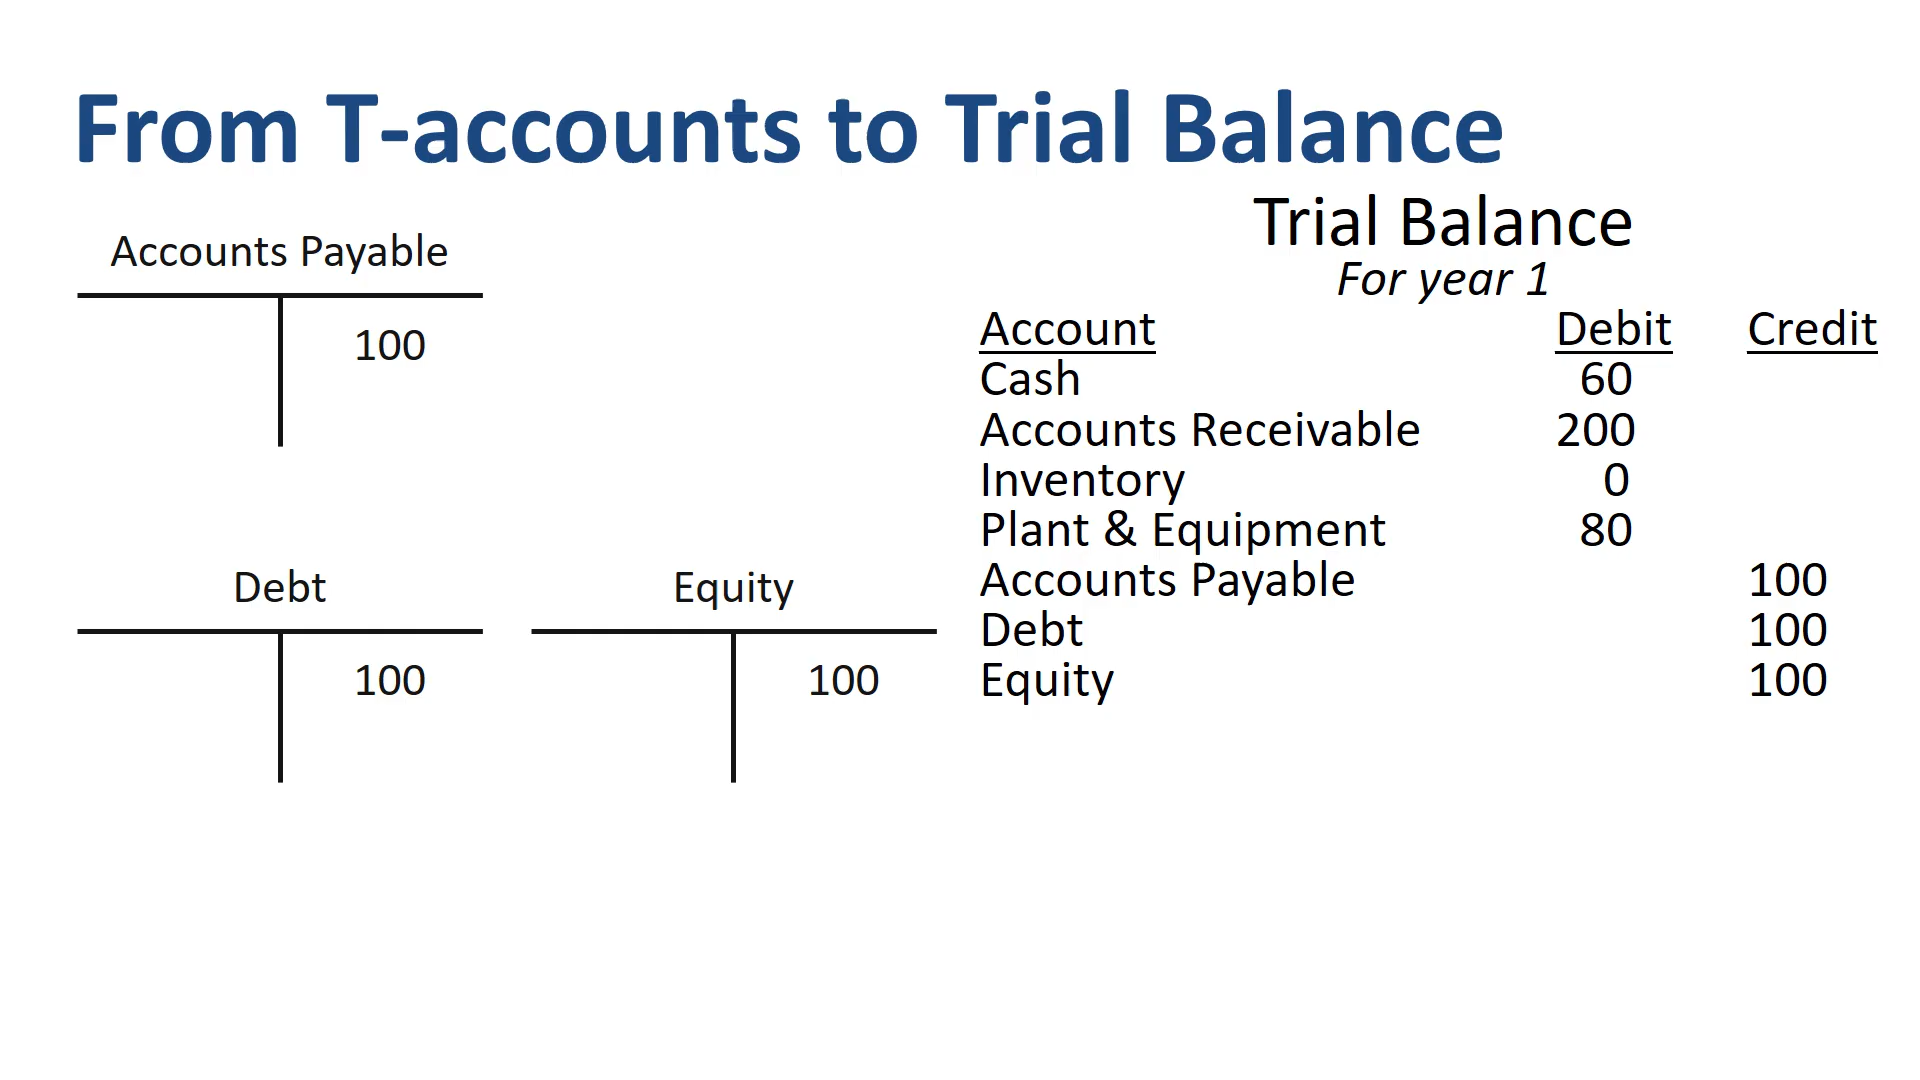 From T-accounts to Trial Balance
Accounts Payable
100
Debt
100
Equity
100
Trial Balance
For year 1
Account Debit Credit
Cash 60
Accounts Receivable 200
Inventory 0
Plant & Equipment 80
Accounts Payable 100
Debt 100
Equity 100